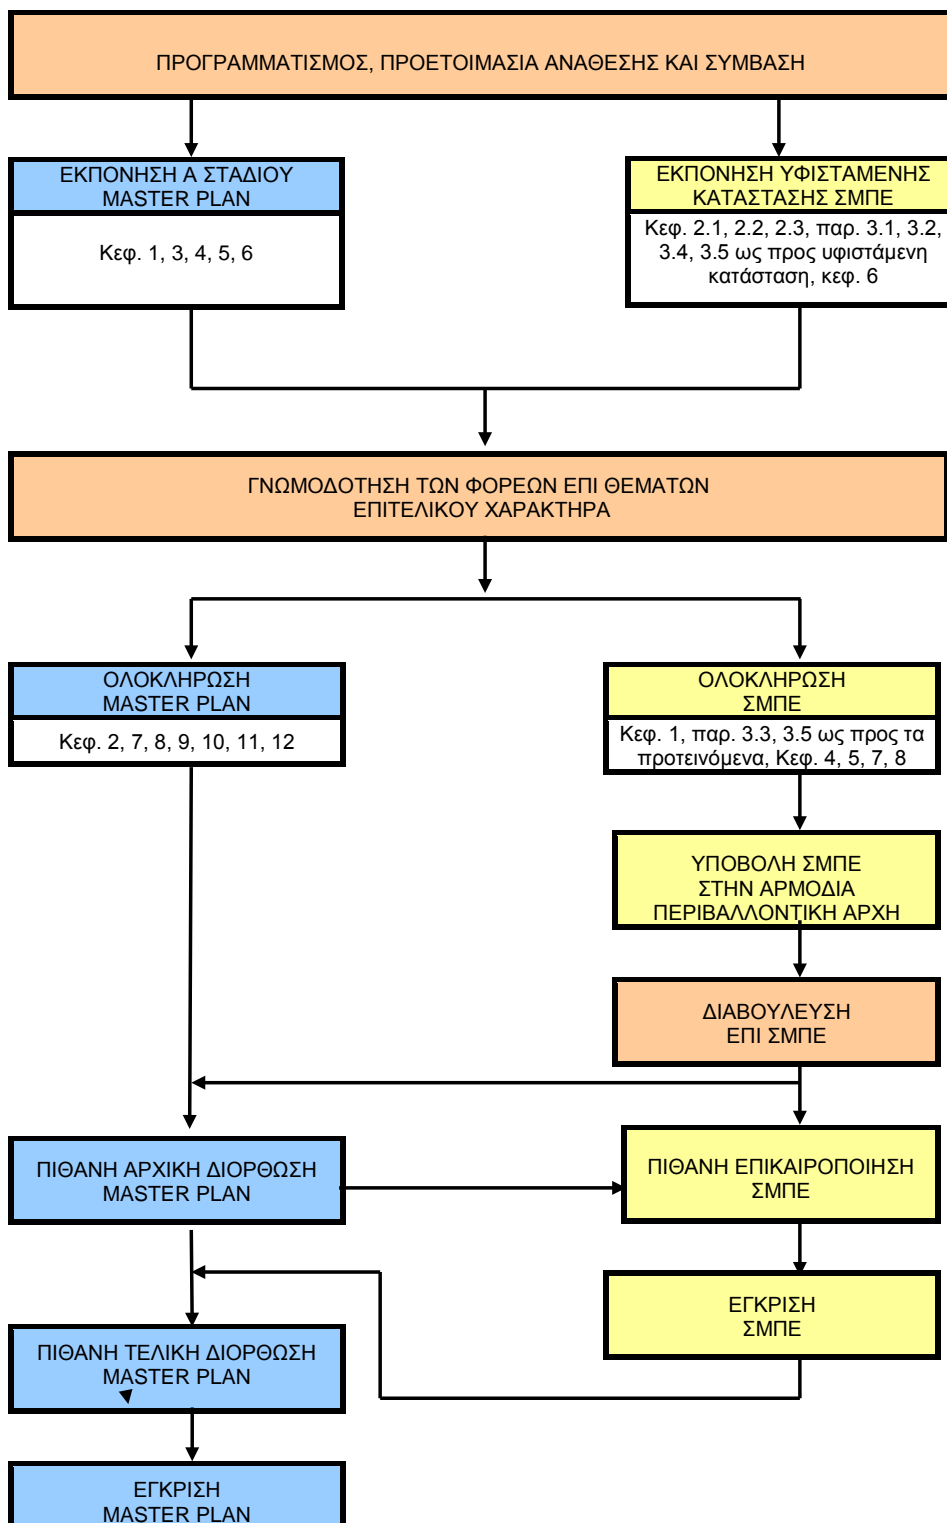 ΠΡΟΓΡΑΜΜΑΤΙΣΜΟΣ, ΠΡΟΕΤΟΙΜΑΣΙΑ ΑΝΑΘΕΣΗΣ ΚΑΙ ΣΥΜΒΑΣΗ
ΕΚΠΟΝΗΣΗ Α ΣΤΑΔΙΟΥ
MASTER PLAN
Κεφ. 1, 3, 4, 5, 6
ΕΚΠΟΝΗΣΗ ΥΦΙΣΤΑΜΕΝΗΣ
ΚΑΤΑΣΤΑΣΗΣ ΣΜΠΕ
Κεφ. 2.1, 2.2, 2.3, παρ. 3.1, 3.2,
3.4, 3.5 ως προς υφιστάμενη
κατάσταση, κεφ. 6
ΓΝΩΜΟΔΟΤΗΣΗ ΤΩΝ ΦΟΡΕΩΝ ΕΠΙ ΘΕΜΑΤΩΝ
ΕΠΙΤΕΛΙΚΟΥ ΧΑΡΑΚΤΗΡΑ
ΟΛΟΚΛΗΡΩΣΗ
MASTER PLAN
Κεφ. 2, 7, 8, 9, 10, 11, 12
ΟΛΟΚΛΗΡΩΣΗ
ΣΜΠΕ
Κεφ. 1, παρ. 3.3, 3.5 ως προς τα
προτεινόμενα, Κεφ. 4, 5, 7, 8
ΥΠΟΒΟΛΗ ΣΜΠΕ
ΣΤΗΝ ΑΡΜΟΔΙΑ
ΠΕΡΙΒΑΛΛΟΝΤΙΚΗ ΑΡΧΗ
ΔΙΑΒΟΥΛΕΥΣΗ
ΕΠΙ ΣΜΠΕ
ΠΙΘΑΝΗ ΑΡΧΙΚΗ ΔΙΟΡΘΩΣΗ
MASTER PLAN
ΠΙΘΑΝΗ ΕΠΙΚΑΙΡΟΠΟΙΗΣΗ
ΣΜΠΕ
ΕΓΚΡΙΣΗ
ΣΜΠΕ
ΠΙΘΑΝΗ ΤΕΛΙΚΗ ΔΙΟΡΘΩΣΗ
MASTER PLAN
ΕΓΚΡΙΣΗ
MASTER PLAN